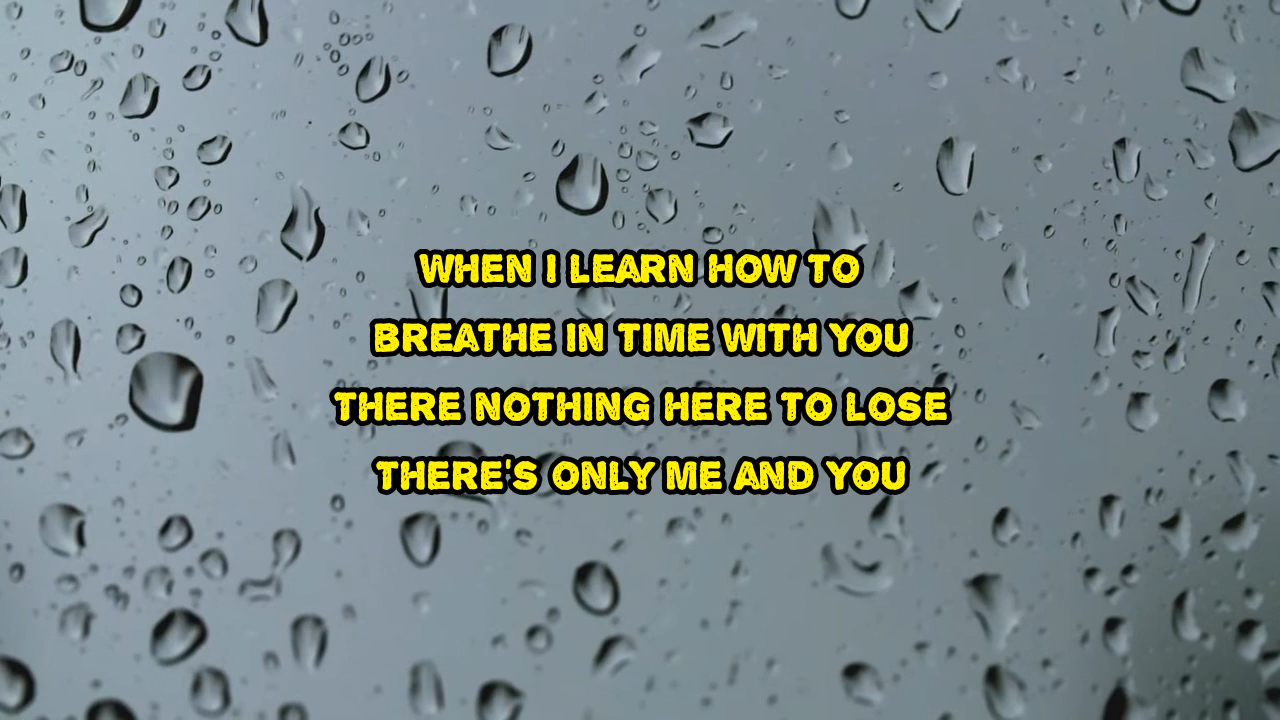 WHEN I LEARN HOW TO
BREATHE IN TIME WITH YOU
THERE NOTHING HERE TO LOSE
THERE'S ONLY ME AND YOU